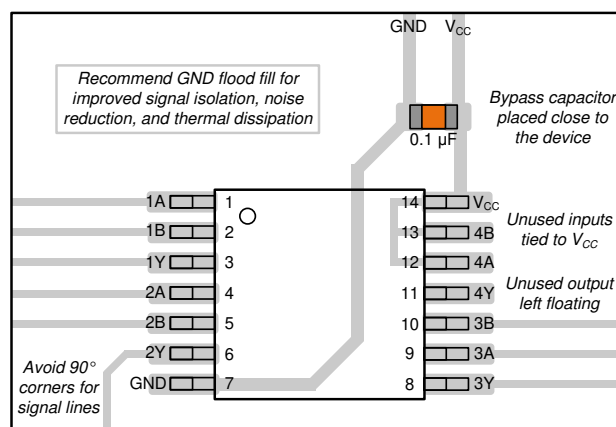 GND V_CC
Recommend GND flood fill for
improved signal isolation, noise
reduction, and thermal dissipation
Bypass capacitor
placed close to
the device
0.1 µF
1A 1 14 V_CC
1B 2 13 4B
1Y 3 12 4A
2A 4 11 4Y
2B 5 10 3B
2Y 6 9 3A
GND 7 8 3Y
Unused inputs
tied to V_CC
Unused output
left floating
Avoid 90°
corners for
signal lines